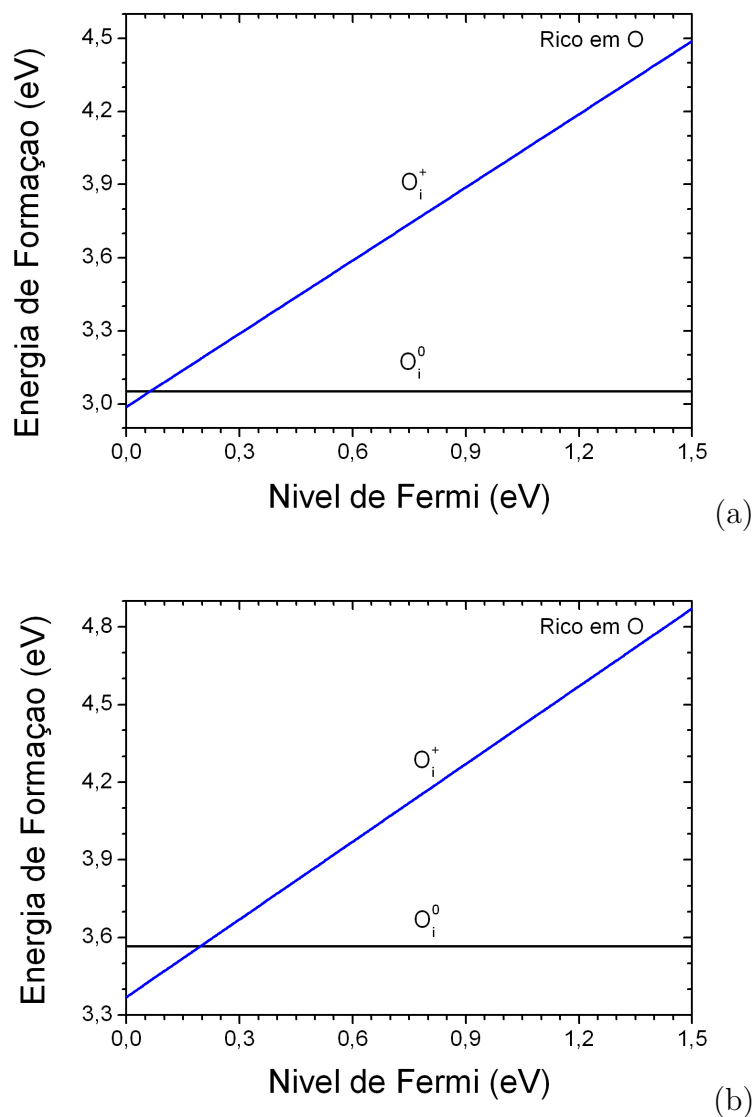 4,5
Rico em O
4,2
3,9
O_i^+
3,6
3,3
O_i^0
3,0
0,0 0,3 0,6 0,9 1,2 1,5
Energia de Formaçao (eV)
Nivel de Fermi (eV)
(a)
4,8
Rico em O
4,5
O_i^+
4,2
3,9
O_i^0
3,6
3,3
0,0 0,3 0,6 0,9 1,2 1,5
Energia de Formaçao (eV)
Nivel de Fermi (eV)
(b)